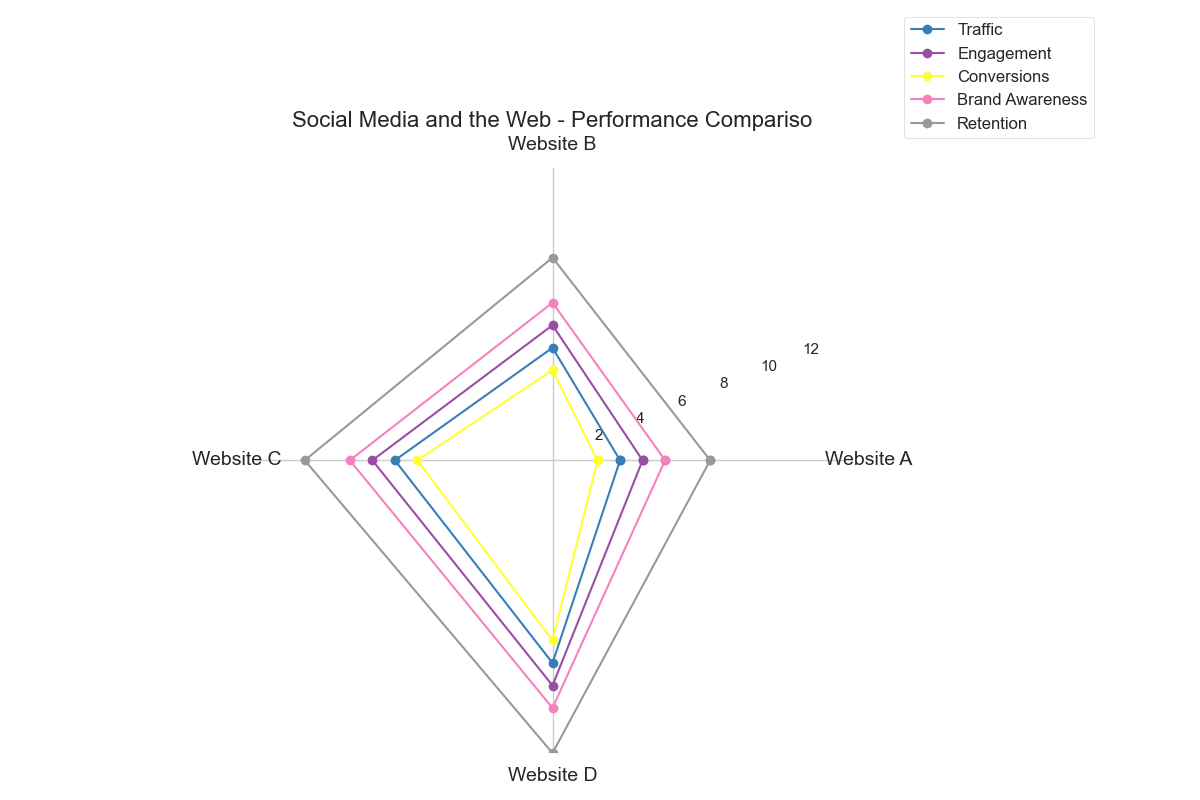 Traffic
Engagement
Conversions
Brand Awareness
Retention
Social Media and the Web - Performance Compariso
Website B
12
10
8
6
4
2
Website C
Website A
Website D